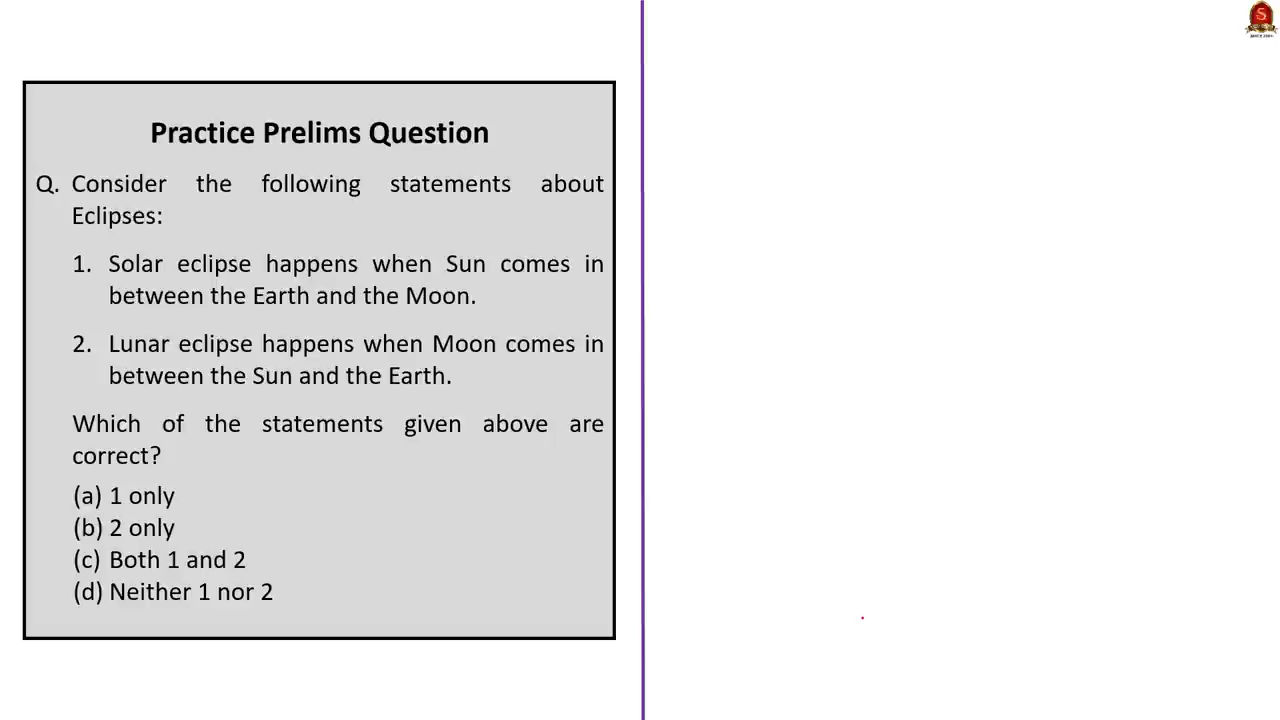 Practice Prelims Question
Q. Consider the following statements about
Eclipses:
1. Solar eclipse happens when Sun comes in
between the Earth and the Moon.
2. Lunar eclipse happens when Moon comes in
between the Sun and the Earth.
Which of the statements given above are
correct?
(a) 1 only
(b) 2 only
(c) Both 1 and 2
(d) Neither 1 nor 2
S